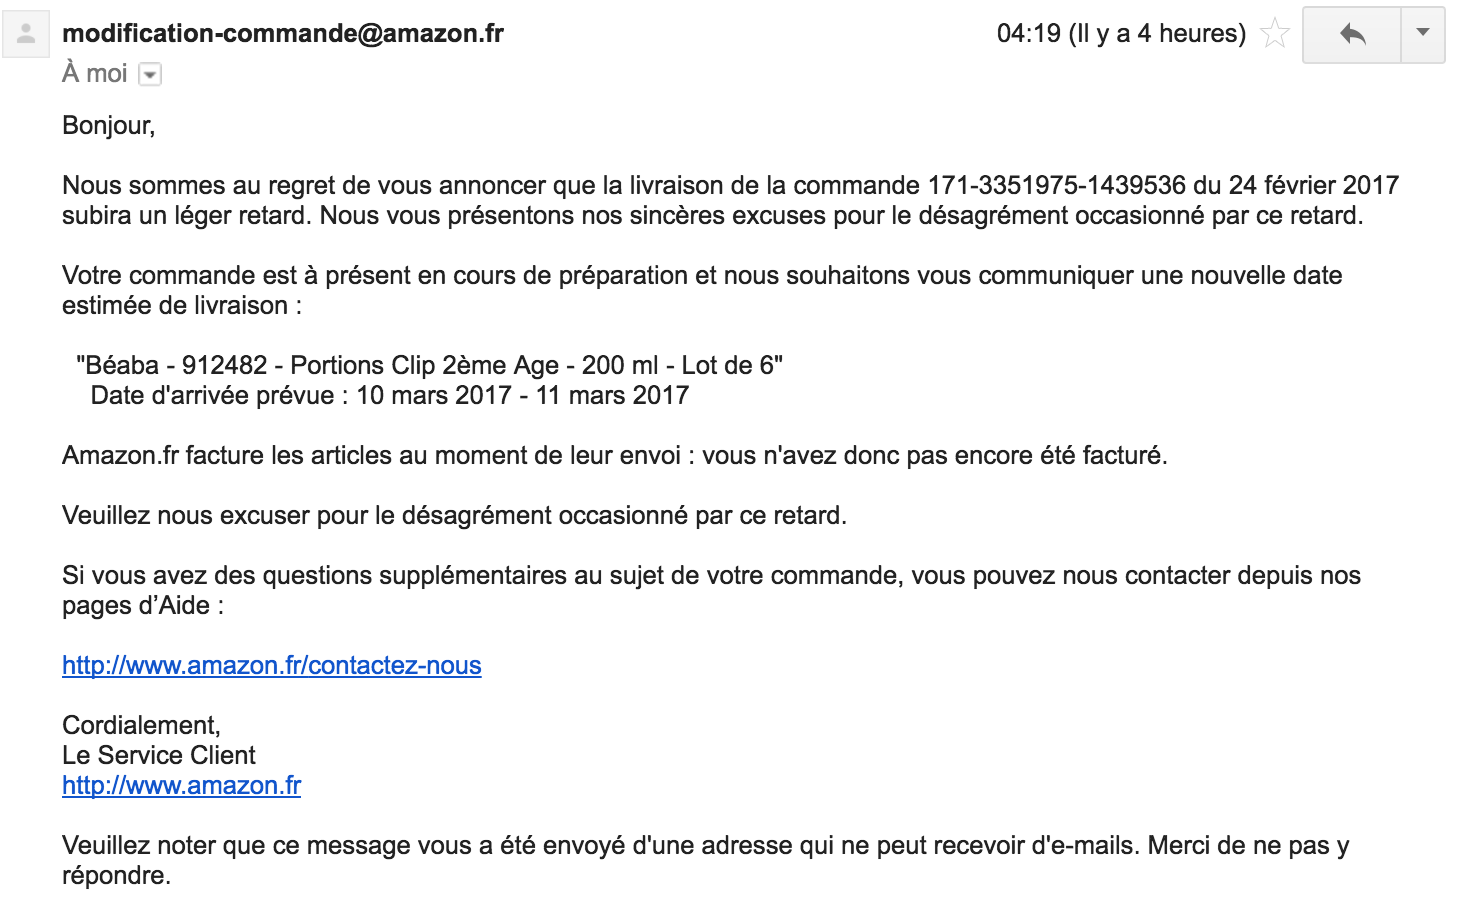 modification-commande@amazon.fr
04:19 (Il y a 4 heures)
À moi
Bonjour,
Nous sommes au regret de vous annoncer que la livraison de la commande 171-3351975-1439536 du 24 février 2017
subira un léger retard. Nous vous présentons nos sincères excuses pour le désagrément occasionné par ce retard.
Votre commande est à présent en cours de préparation et nous souhaitons vous communiquer une nouvelle date
estimée de livraison :
"Béaba - 912482 - Portions Clip 2ème Age - 200 ml - Lot de 6"
Date d'arrivée prévue : 10 mars 2017 - 11 mars 2017
Amazon.fr facture les articles au moment de leur envoi : vous n'avez donc pas encore été facturé.
Veuillez nous excuser pour le désagrément occasionné par ce retard.
Si vous avez des questions supplémentaires au sujet de votre commande, vous pouvez nous contacter depuis nos
pages d’Aide :
http://www.amazon.fr/contactez-nous
Cordialement,
Le Service Client
http://www.amazon.fr
Veuillez noter que ce message vous a été envoyé d'une adresse qui ne peut recevoir d'e-mails. Merci de ne pas y
répondre.